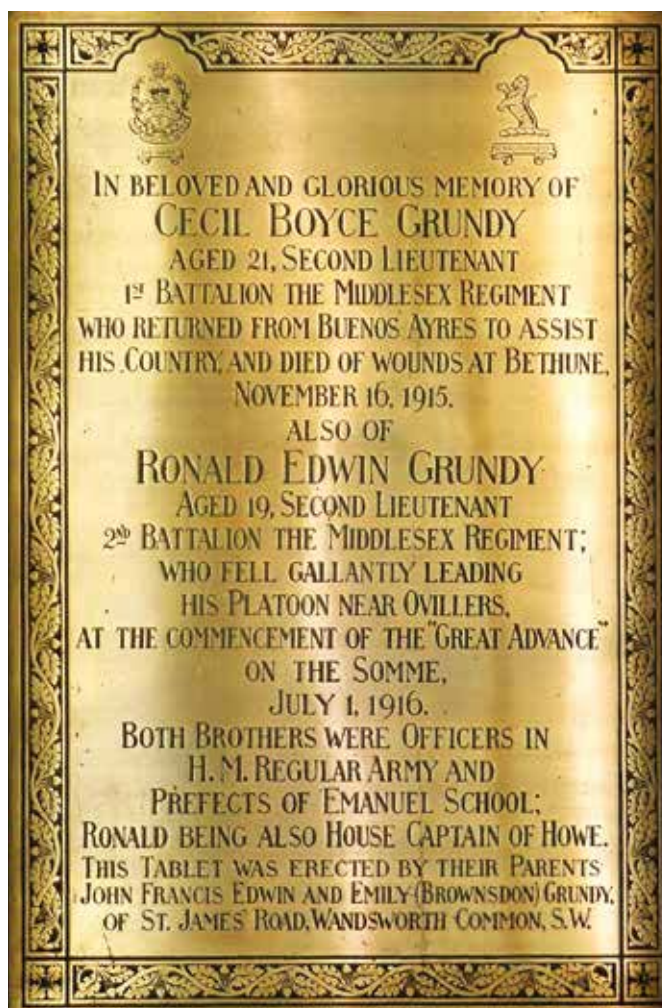 IN BELOVED AND GLORIOUS MEMORY OF
CECIL BOYCE GRUNDY
AGED 21, SECOND LIEUTENANT
1ST BATTALION THE MIDDLESEX REGIMENT
WHO RETURNED FROM BUENOS AYRES TO ASSIST
HIS COUNTRY, AND DIED OF WOUNDS AT BETHUNE,
NOVEMBER 16, 1915.
ALSO OF
RONALD EDWIN GRUNDY
AGED 19, SECOND LIEUTENANT
2ND BATTALION THE MIDDLESEX REGIMENT;
WHO FELL GALLANTLY LEADING
HIS PLATOON NEAR OVILLERS,
AT THE COMMENCEMENT OF THE "GREAT ADVANCE"
ON THE SOMME,
JULY 1, 1916.
BOTH BROTHERS WERE OFFICERS IN
H.M. REGULAR ARMY AND
PREFECTS OF EMANUEL SCHOOL;
RONALD BEING ALSO HOUSE CAPTAIN OF HOWE.
THIS TABLET WAS ERECTED BY THEIR PARENTS
JOHN FRANCIS EDWIN AND EMILY (BROWNSDON) GRUNDY,
OF ST. JAMES' ROAD, WANDSWORTH COMMON, S.W.